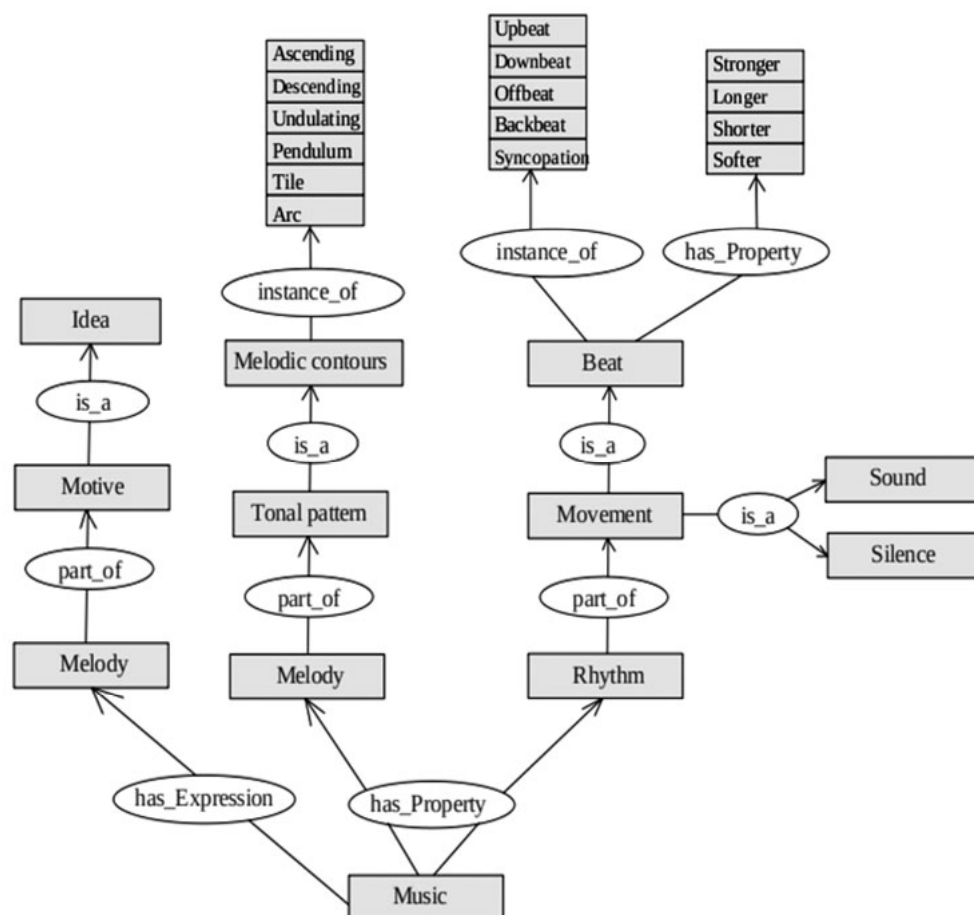 Ascending
Descending
Undulating
Pendulum
Tile
Arc
Upbeat
Downbeat
Offbeat
Backbeat
Syncopation
Stronger
Longer
Shorter
Softer
instance_of
instance_of
has_Property
Idea
Melodic contours
Beat
is_a
is_a
is_a
Motive
Tonal pattern
Movement
is_a
Sound
Silence
part_of
part_of
part_of
Melody
Melody
Rhythm
has_Expression
has_Property
Music